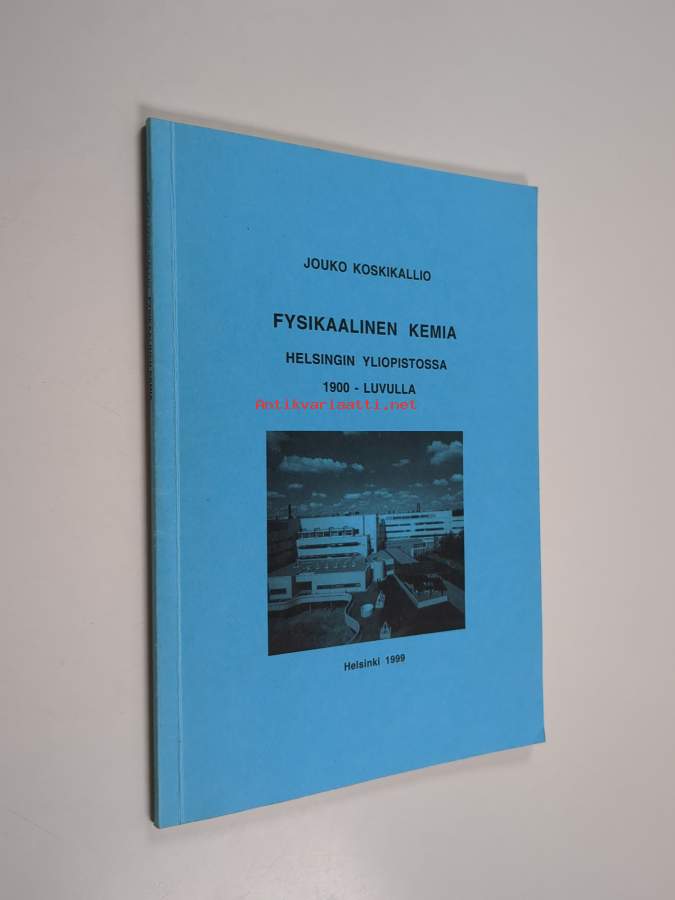 JOUKO KOSKIKALLIO
FYSIKAALINEN KEMIA
HELSINGIN YLIOPISTOSSA
1900 - LUVULLA
Antikvariaatti.net
Helsinki 1999